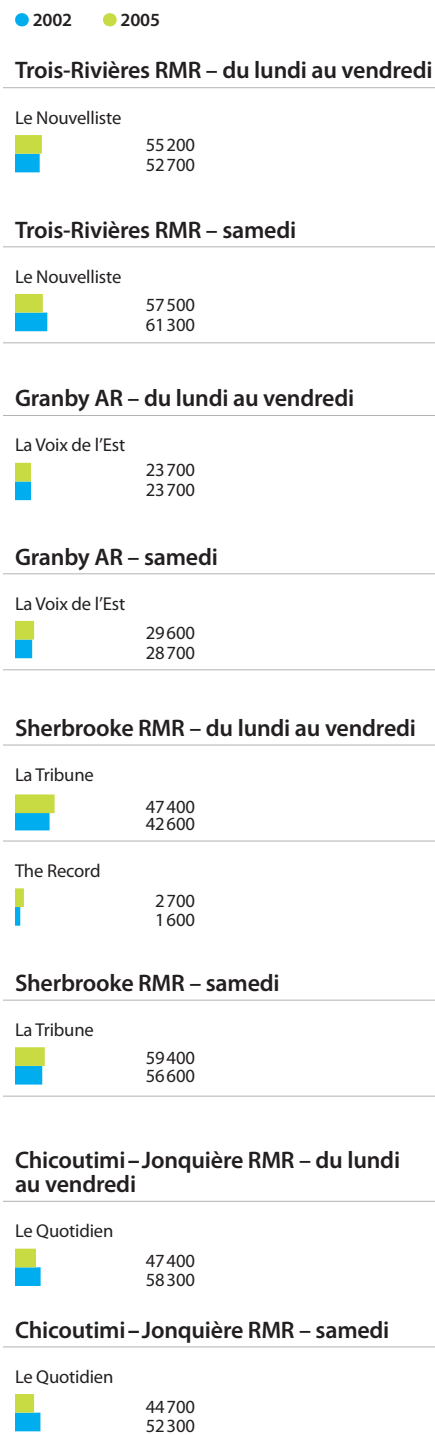 2002 2005
Trois-Rivières RMR – du lundi au vendredi
Le Nouvelliste
55 200
52 700
Trois-Rivières RMR – samedi
Le Nouvelliste
57 500
61 300
Granby AR – du lundi au vendredi
La Voix de l’Est
23 700
23 700
Granby AR – samedi
La Voix de l’Est
29 600
28 700
Sherbrooke RMR – du lundi au vendredi
La Tribune
47 400
42 600
The Record
2 700
1 600
Sherbrooke RMR – samedi
La Tribune
59 400
56 600
Chicoutimi – Jonquière RMR – du lundi
au vendredi
Le Quotidien
47 400
58 300
Chicoutimi – Jonquière RMR – samedi
Le Quotidien
44 700
52 300